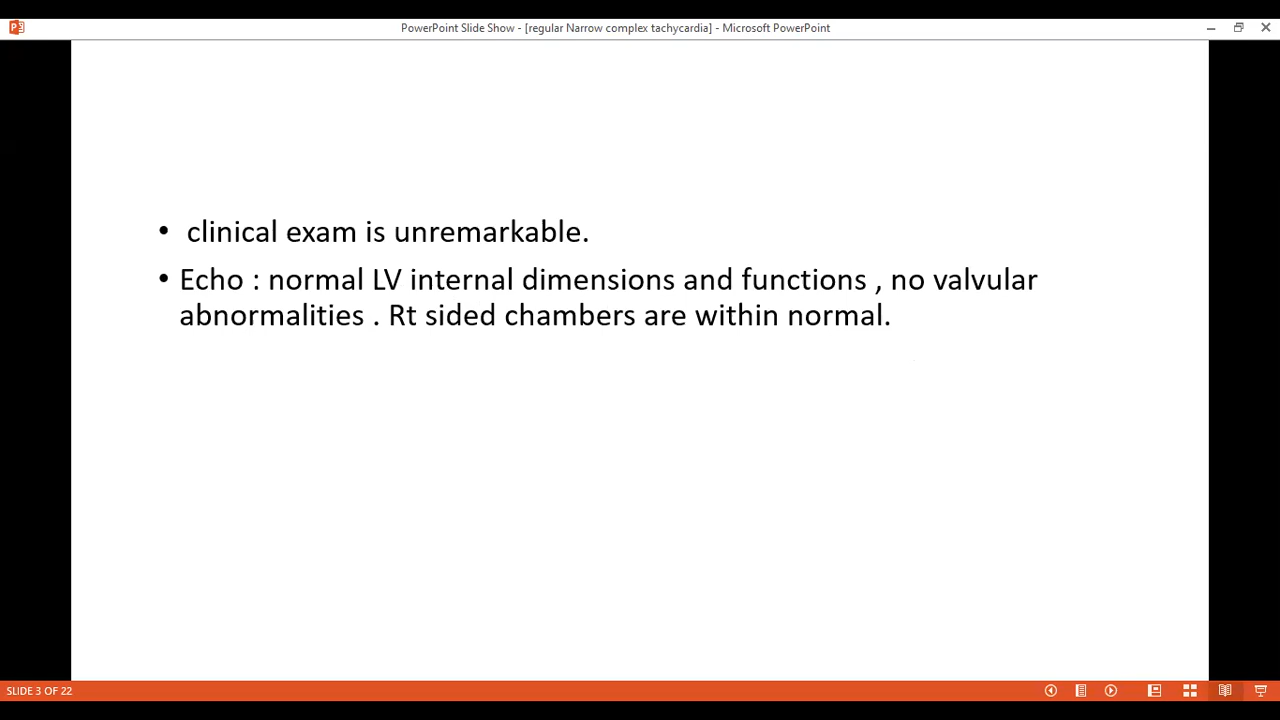 PowerPoint Slide Show - [regular Narrow complex tachycardia] - Microsoft PowerPoint
• clinical exam is unremarkable.
• Echo : normal LV internal dimensions and functions , no valvular
abnormalities . Rt sided chambers are within normal.
SLIDE 3 OF 22